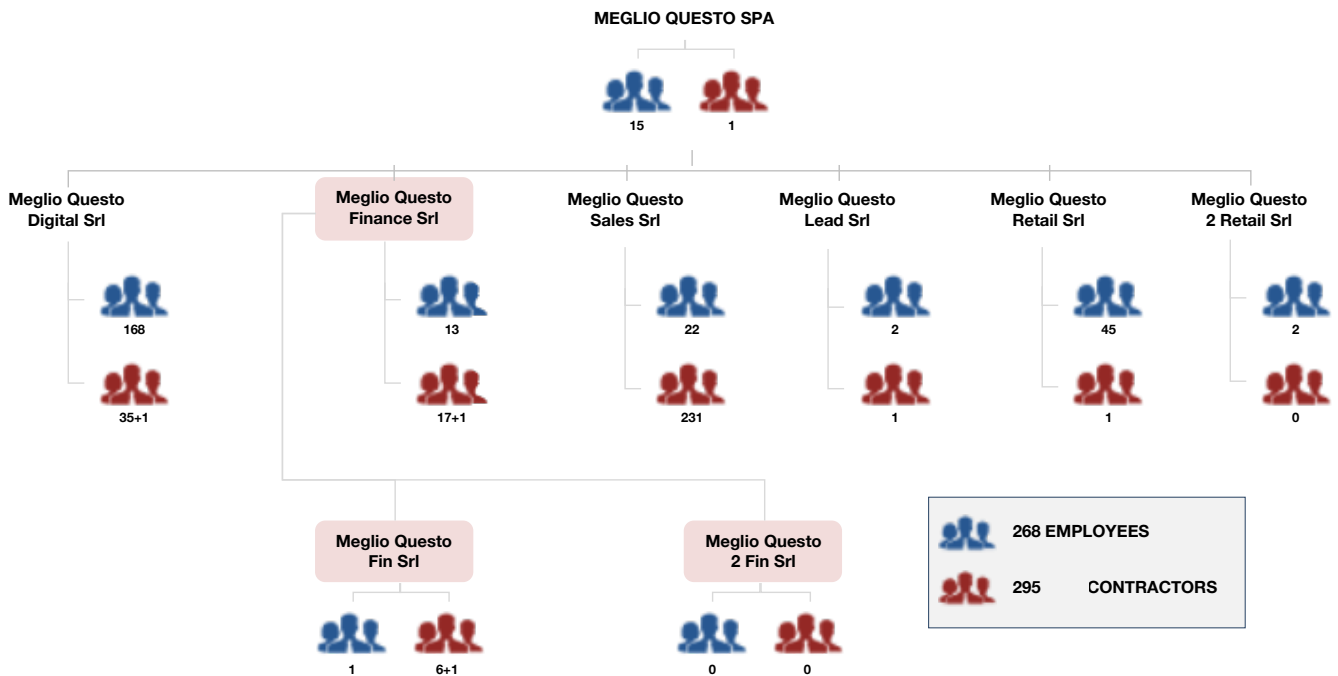 MEGLIO QUESTO SPA
15
1
Meglio Questo
Digital Srl
Meglio Questo
Finance Srl
Meglio Questo
Sales Srl
Meglio Questo
Lead Srl
Meglio Questo
Retail Srl
Meglio Questo
2 Retail Srl
168
13
22
2
45
2
35+1
17+1
231
1
1
0
Meglio Questo
Fin Srl
Meglio Questo
2 Fin Srl
268 EMPLOYEES
295 CONTRACTORS
1
6+1
0
0